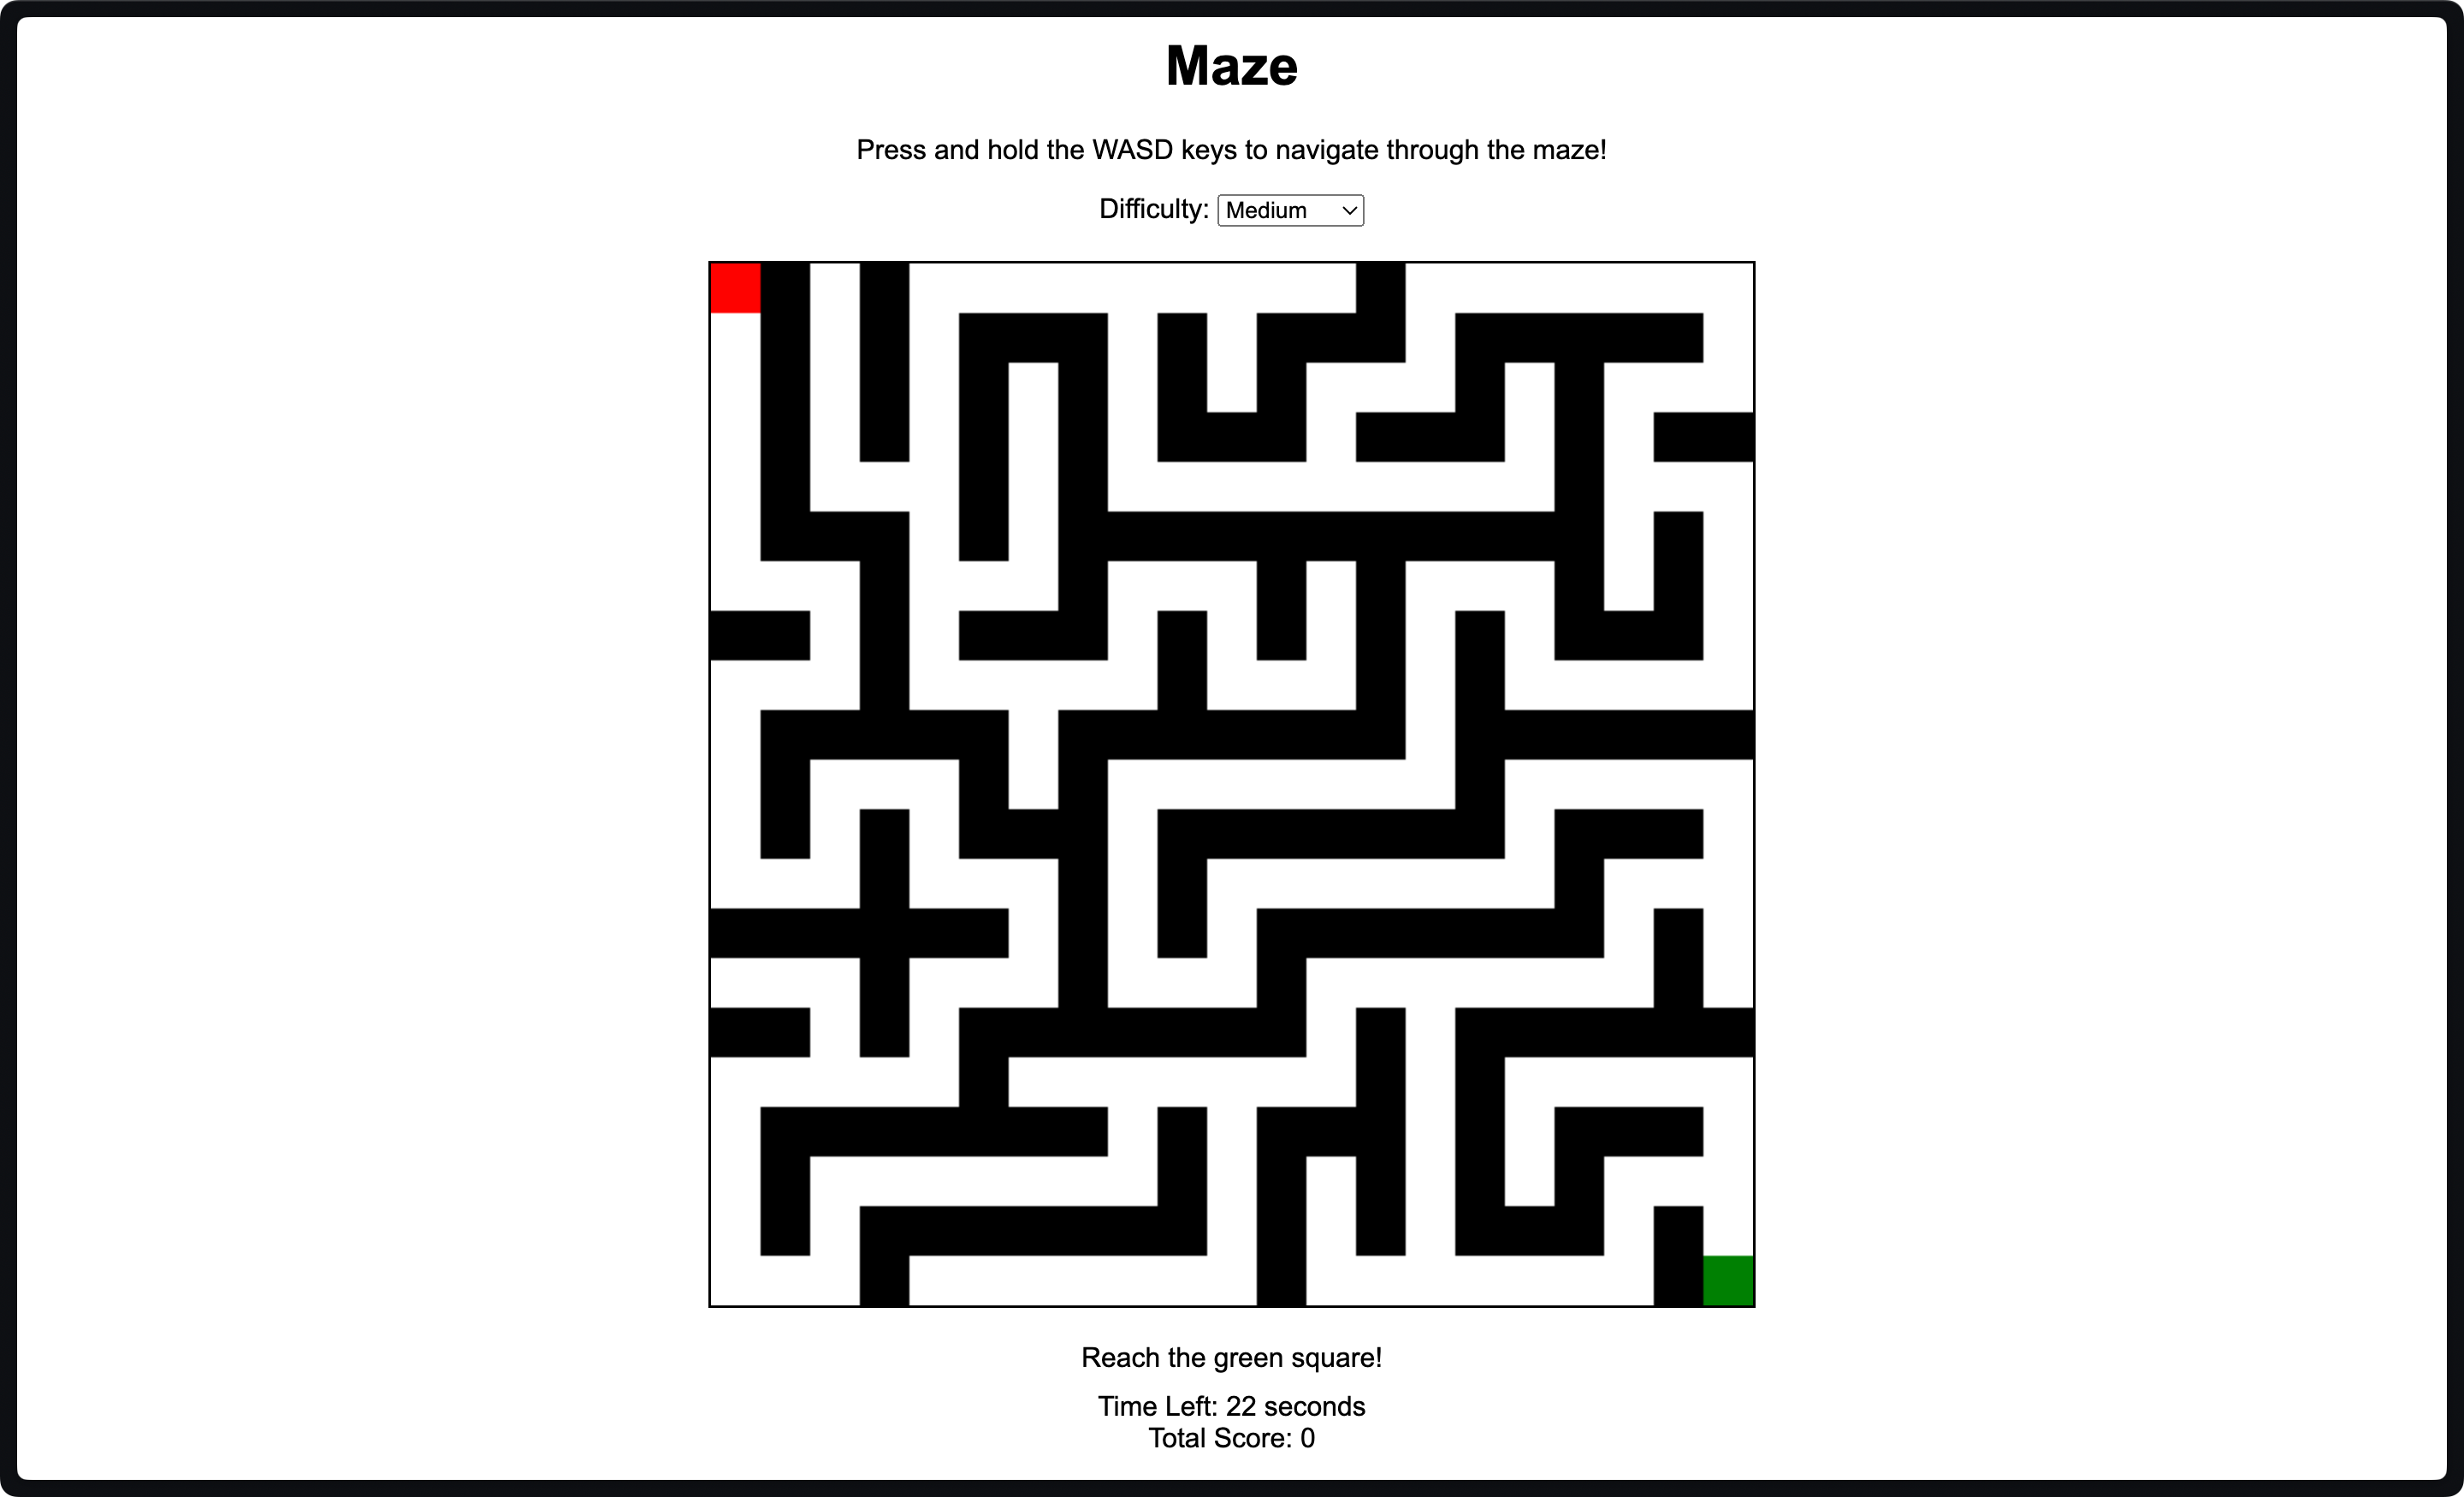 Maze
Press and hold the WASD keys to navigate through the maze!
Difficulty: Medium
Reach the green square!
Time Left: 22 seconds
Total Score: 0